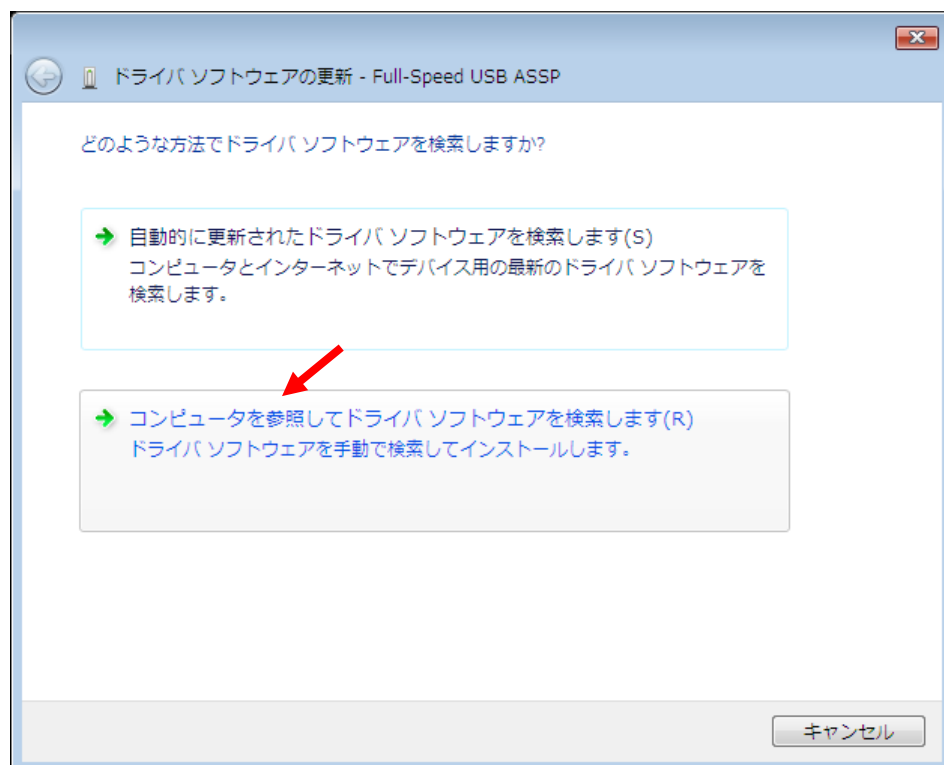 ドライバ ソフトウェアの更新 - Full-Speed USB ASSP
どのような方法でドライバ ソフトウェアを検索しますか?
自動的に更新されたドライバ ソフトウェアを検索します(S)
コンピュータとインターネットでデバイス用の最新のドライバ ソフトウェアを
検索します。
コンピュータを参照してドライバ ソフトウェアを検索します(R)
ドライバ ソフトウェアを手動で検索してインストールします。
キャンセル